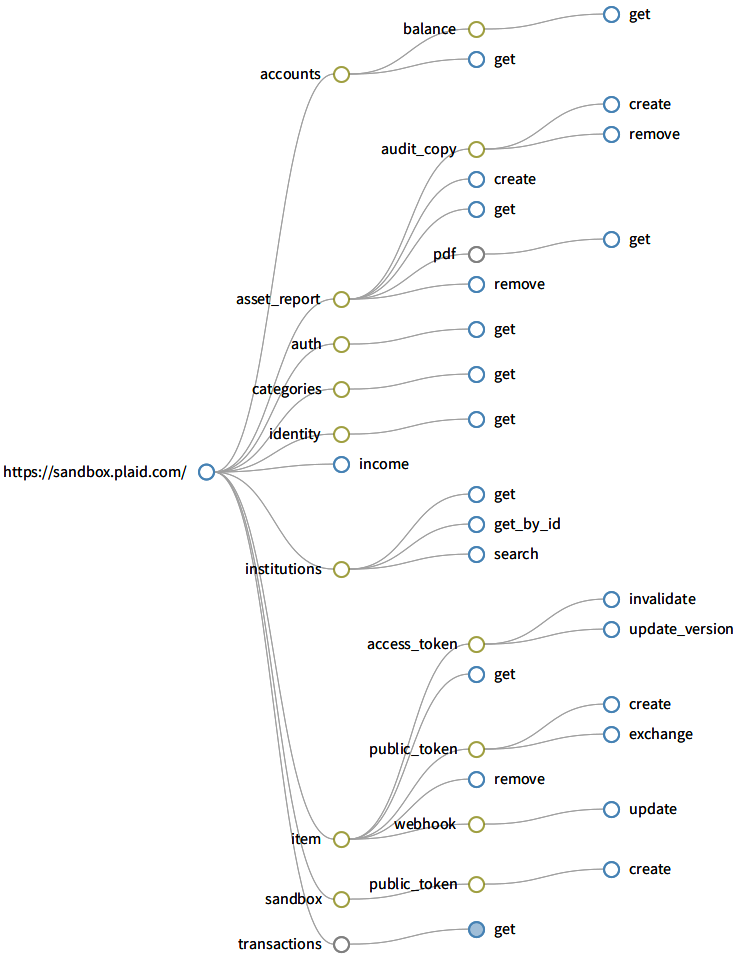 get
balance
get
accounts
create
remove
audit_copy
create
get
get
pdf
remove
asset_report
get
auth
get
categories
get
identity
income
https://sandbox.plaid.com/
get
get_by_id
search
institutions
invalidate
update_version
access_token
get
create
exchange
public_token
remove
update
webhook
item
create
public_token
sandbox
get
transactions